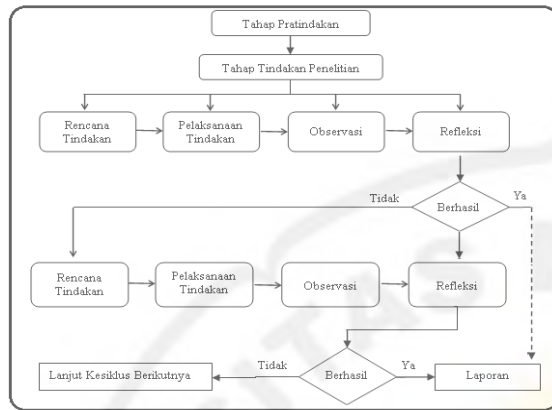 Tahap Pratindakan
Tahap Tindakan Penelitian
Rencana
Tindakan
Pelaksanaan
Tindakan
Observasi
Refleksi
Tidak
Berhasil
Ya
Rencana
Tindakan
Pelaksanaan
Tindakan
Observasi
Refleksi
Lanjut Kesiklus Berikutnya
Tidak
Berhasil
Ya
Laporan